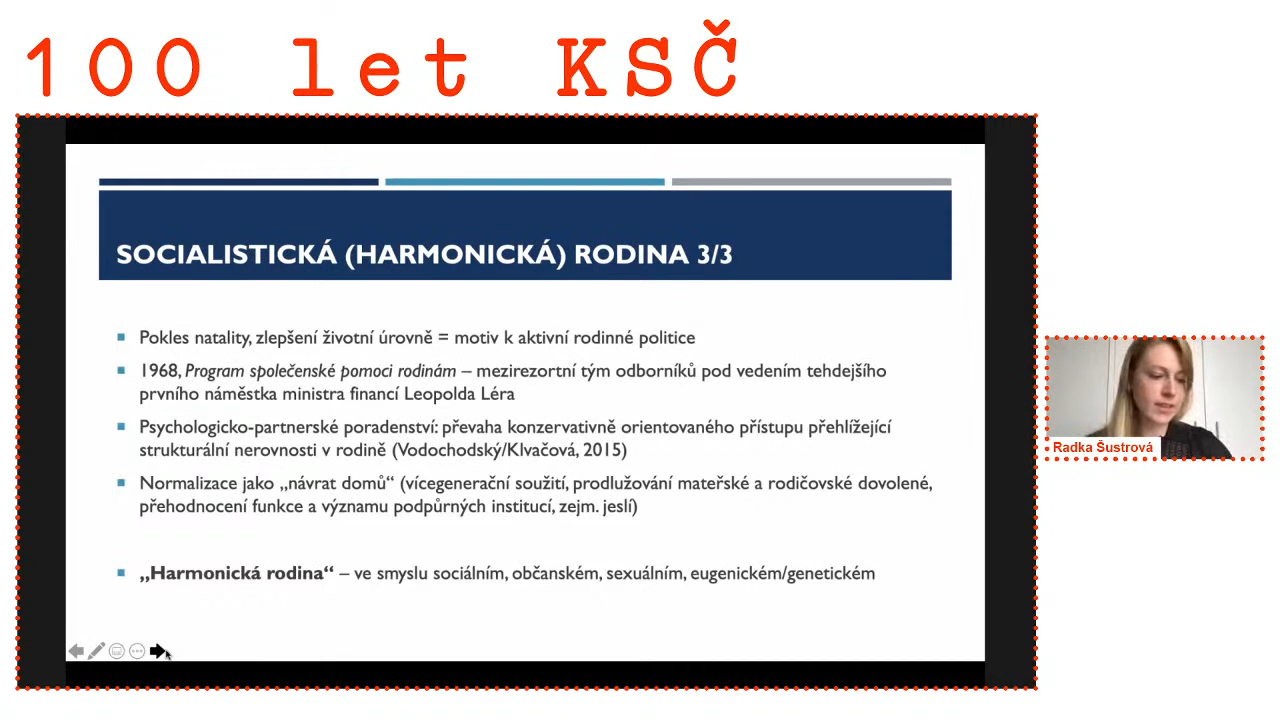 100 let KSČ
SOCIALISTICKÁ (HARMONICKÁ) RODINA 3/3
Pokles natality, zlepšení životní úrovně = motiv k aktivní rodinné politice
1968, Program společenské pomoci rodinám – mezirezortní tým odborníků pod vedením tehdejšího
prvního náměstka ministra financí Leopolda Léra
Psychologicko-partnerské poradenství: převaha konzervativně orientovaného přístupu přehlížející
strukturální nerovnosti v rodině (Vodochodský/Klvačová, 2015)
Normalizace jako „návrat domů“ (vícegenerační soužití, prodlužování mateřské a rodičovské dovolené,
přehodnocení funkce a významu podpůrných institucí, zejm. jeslí)
„Harmonická rodina“ – ve smyslu sociálním, občanském, sexuálním, eugenickém/genetickém
Radka Šustrová